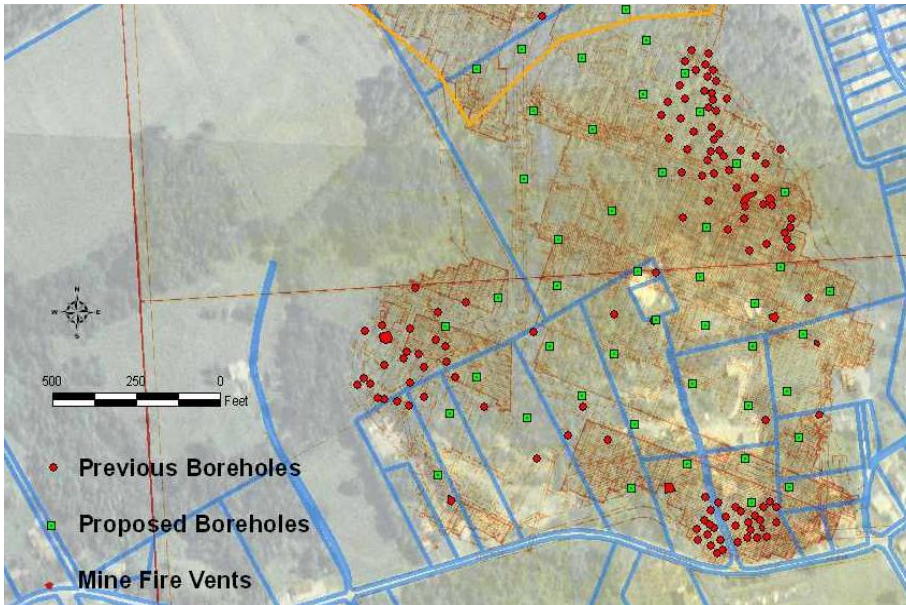 N
W E
S
500 250 0
Feet
Previous Boreholes
Proposed Boreholes
Mine Fire Vents